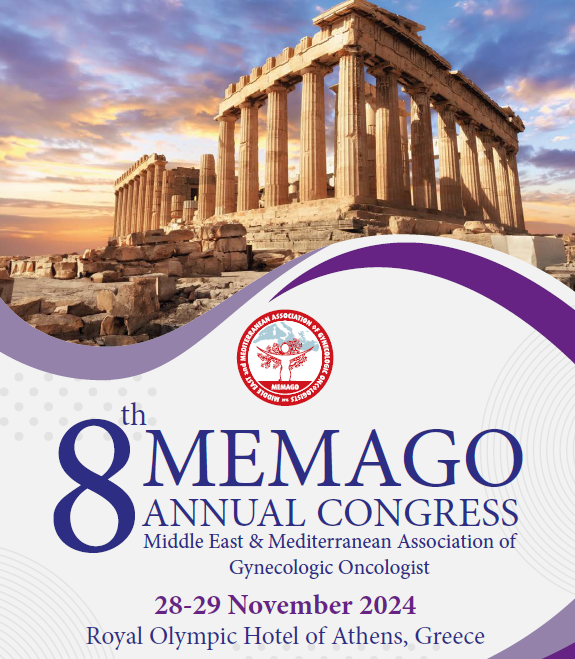 MIDDLE EAST and MEDITERRANEAN ASSOCIATION OF GYNECOLOGIC ONCOLOGISTS
MEMAGO
8th MEMAGO
ANNUAL CONGRESS
Middle East & Mediterranean Association of
Gynecologic Oncologist
28-29 November 2024
Royal Olympic Hotel of Athens, Greece